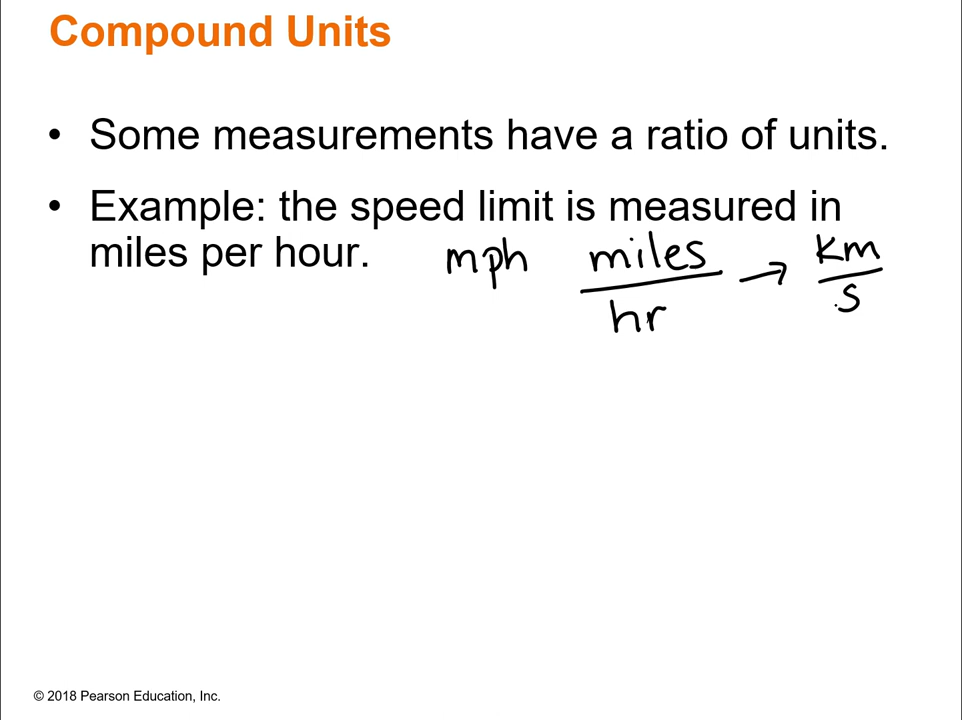 Compound Units
• Some measurements have a ratio of units.
• Example: the speed limit is measured in
miles per hour. mph miles/hr → km/s
© 2018 Pearson Education, Inc.